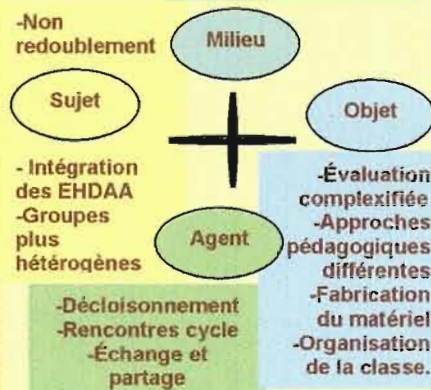 -Non
redoublement
Milieu
Sujet
Objet
- Intégration
des EHDAA
-Groupes
plus
hétérogènes
Agent
-Évaluation
complexifiée
-Approches
pédagogiques
différentes
-Fabrication
du matériel
-Organisation
de la classe.
-Décloisonnement
-Rencontres cycle
-Échange et
partage